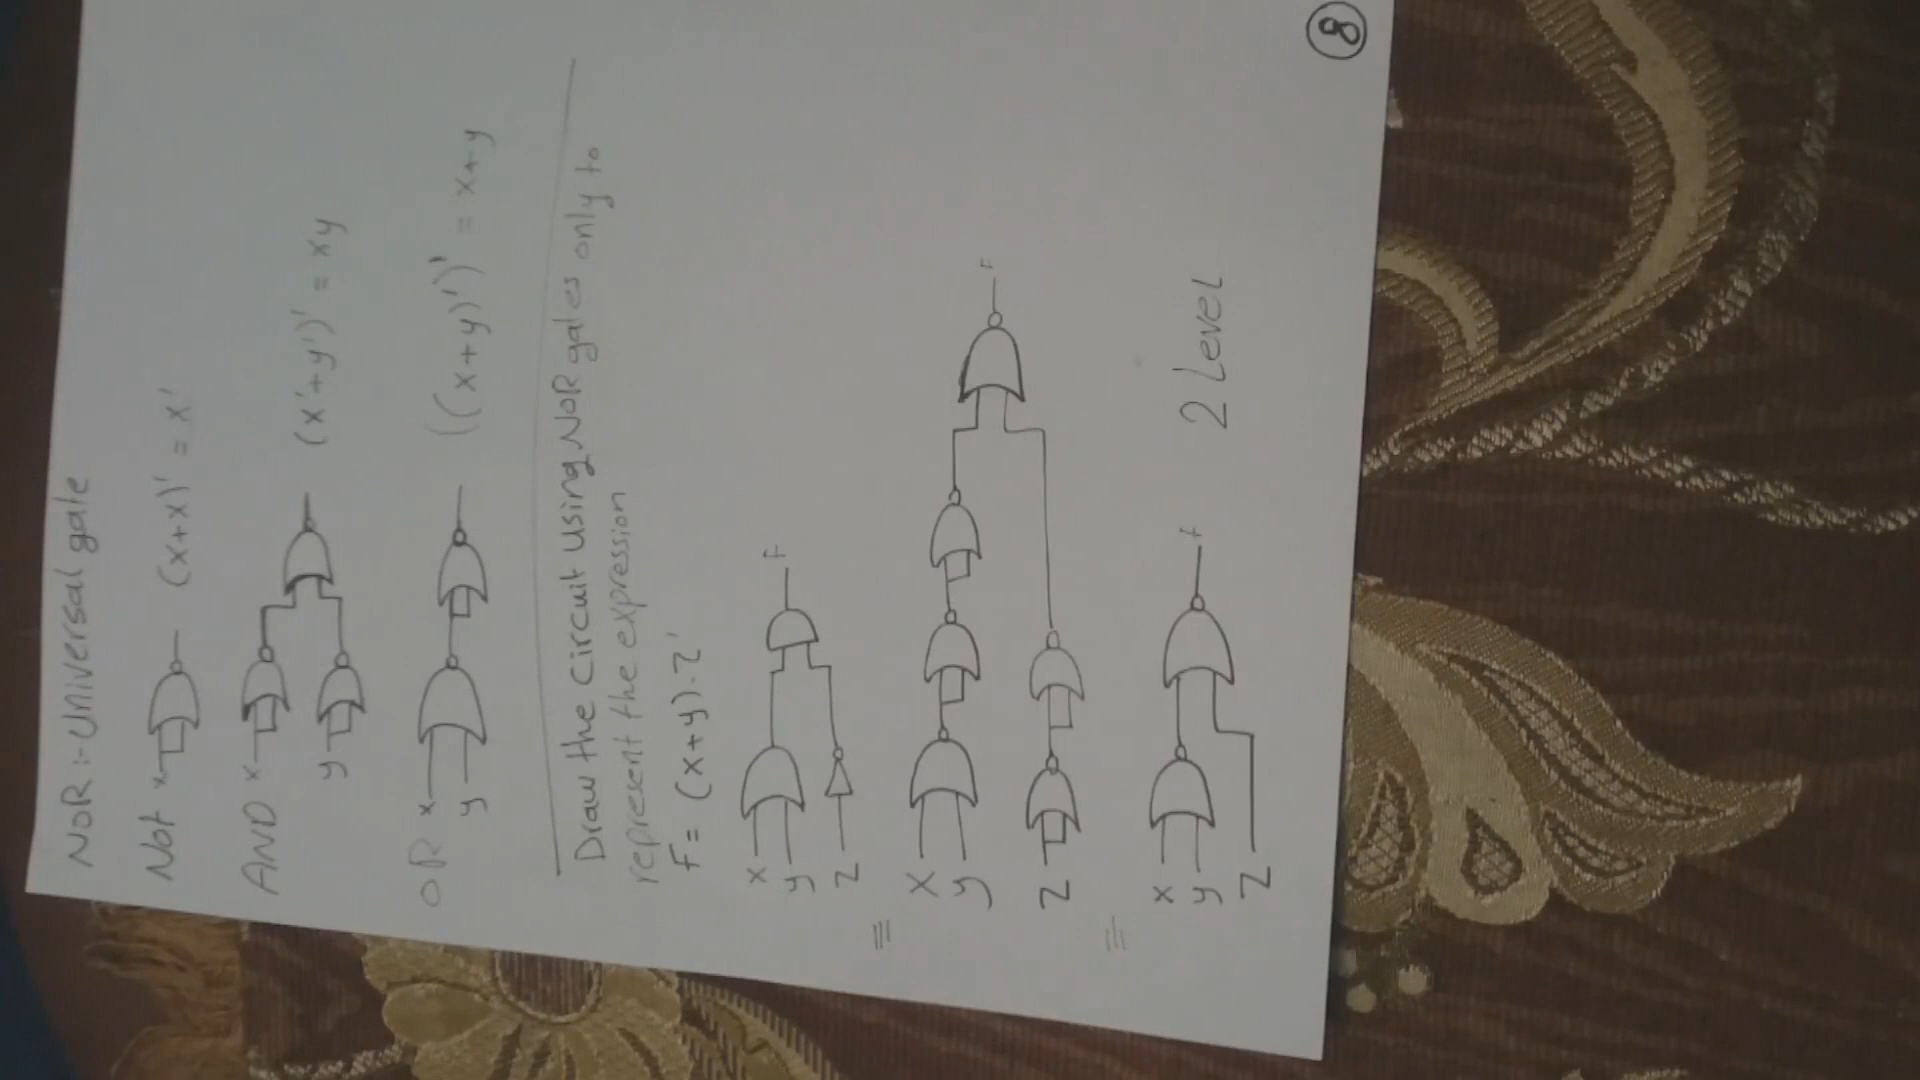 NOR:- Universal gate
Not x (x+x)' = x'
AND x
y (x'+y')' = xy
OR x
y ((x+y)')' = x+y
Draw the circuit using NOR gates only to
represent the expression
F = (x+y).Z'
x
y
Z
F
≡
X
y
Z
F
≡
x
y
Z
F
2 Level
8